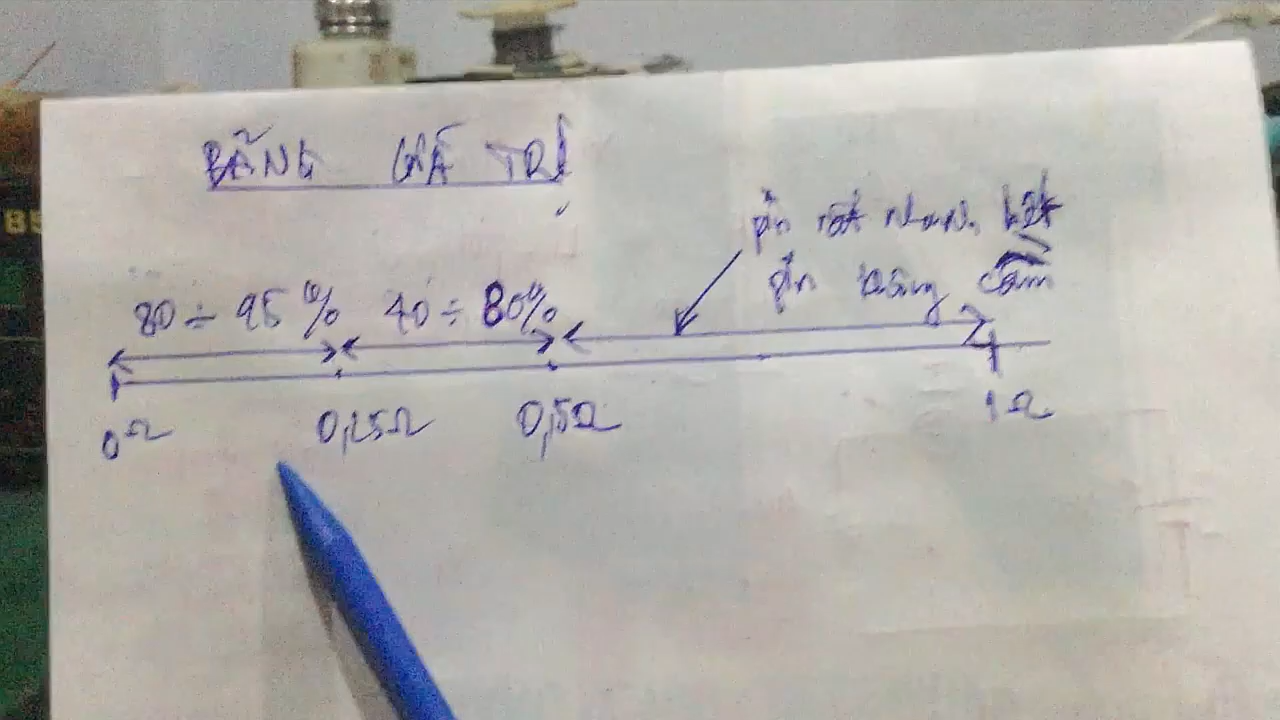 BẢNG GIÁ TRỊ
pin rất nhanh hết
pin không cầm
80 ÷ 95 % 40 ÷ 80%
0Ω 0,25Ω 0,5Ω 1Ω